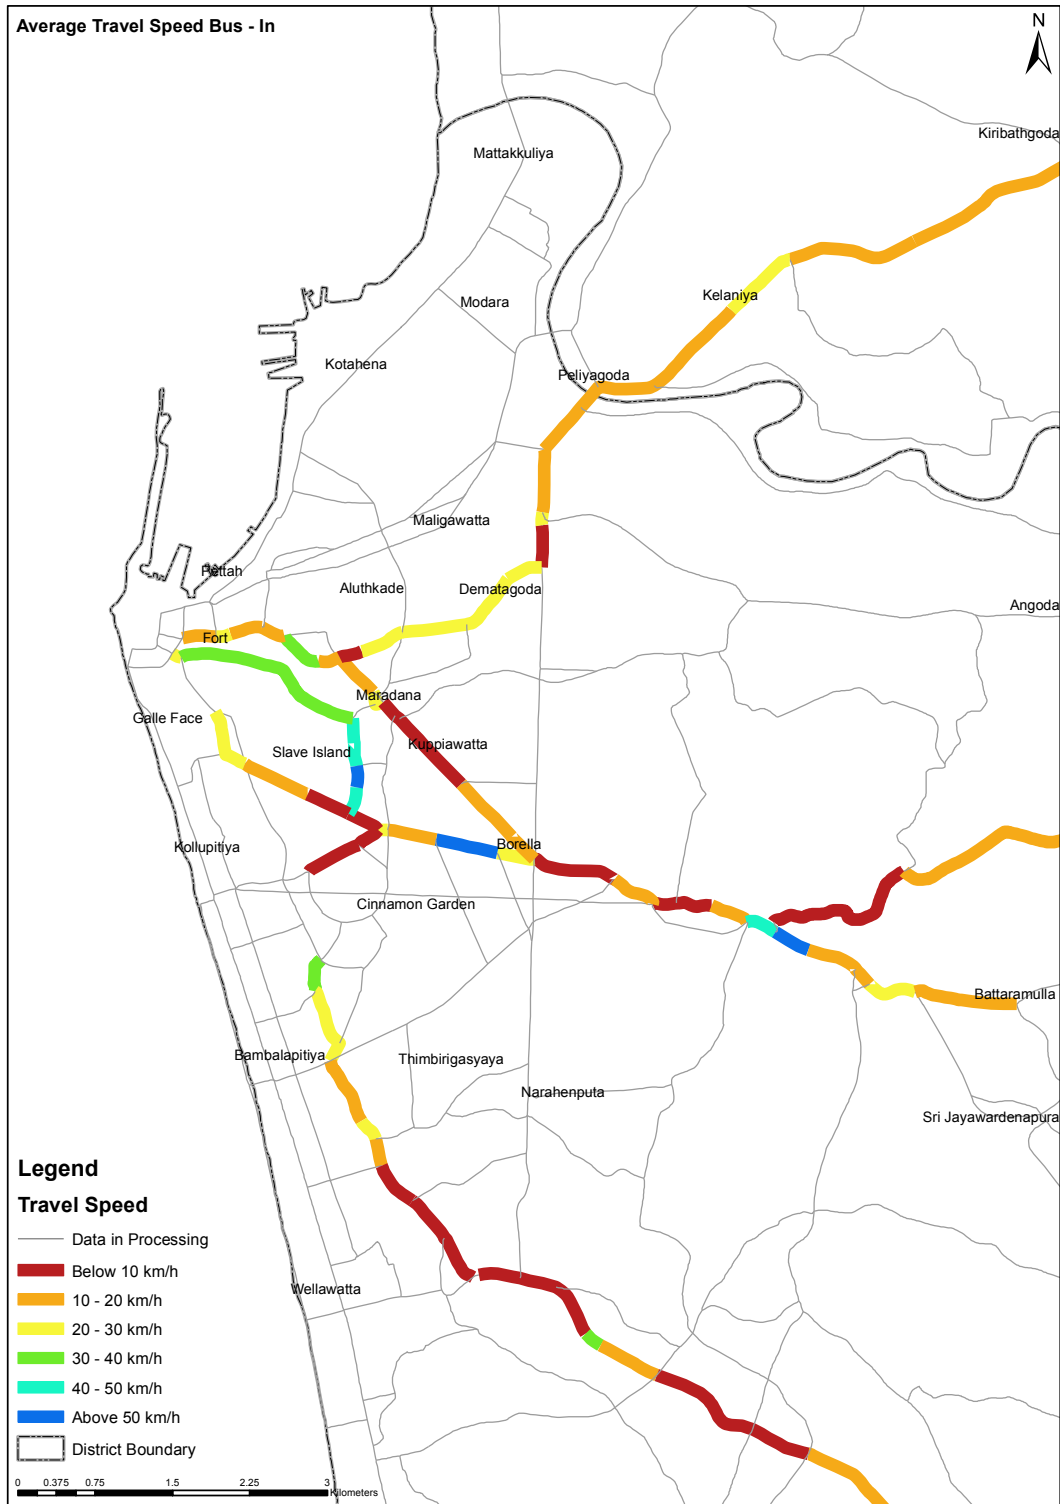 Average Travel Speed Bus - In
N
Kiribathgoda
Mattakkuliya
Kelaniya
Modara
Kotahena
Peliyagoda
Maligawatta
Pettah
Aluthkade
Dematagoda
Angoda
Fort
Maradana
Galle Face
Kuppiawatta
Slave Island
Borella
Kollupitiya
Cinnamon Garden
Battaramulla
Bambalapitiya
Thimbirigasyaya
Narahenputa
Sri Jayawardenapura
Wellawatta
Legend
Travel Speed
Data in Processing
Below 10 km/h
10 - 20 km/h
20 - 30 km/h
30 - 40 km/h
40 - 50 km/h
Above 50 km/h
District Boundary
0 0.375 0.75 1.5 2.25 3
Kilometers